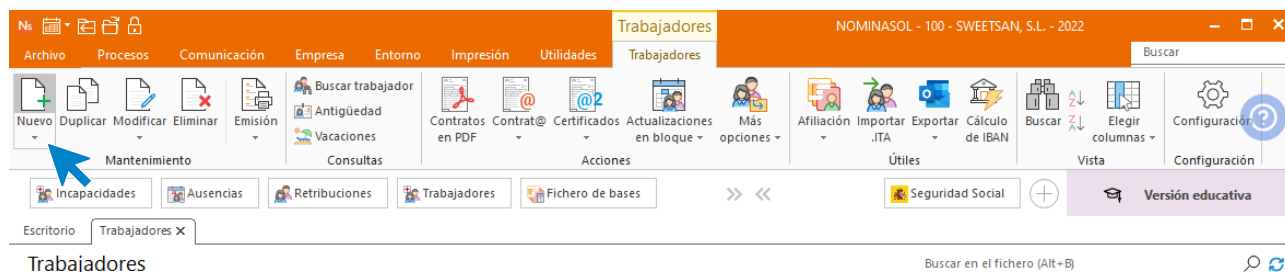 Ns Trabajadores NOMINASOL - 100 - SWEETSAN, S.L. - 2022
Archivo Procesos Comunicación Empresa Entorno Impresión Utilidades Trabajadores Buscar
Nuevo Duplicar Modificar Eliminar Emisión
Buscar trabajador
Antigüedad
Vacaciones
Contratos en PDF Contrat@ Certificados Actualizaciones en bloque Más opciones
Afiliación Importar .ITA Exportar Cálculo de IBAN
Buscar Elegir columnas Configuración ?
Mantenimiento Consultas Acciones Útiles Vista Configuración
Incapacidades Ausencias Retribuciones Trabajadores Fichero de bases Seguridad Social Versión educativa
Escritorio Trabajadores X
Trabajadores Buscar en el fichero (Alt+B)